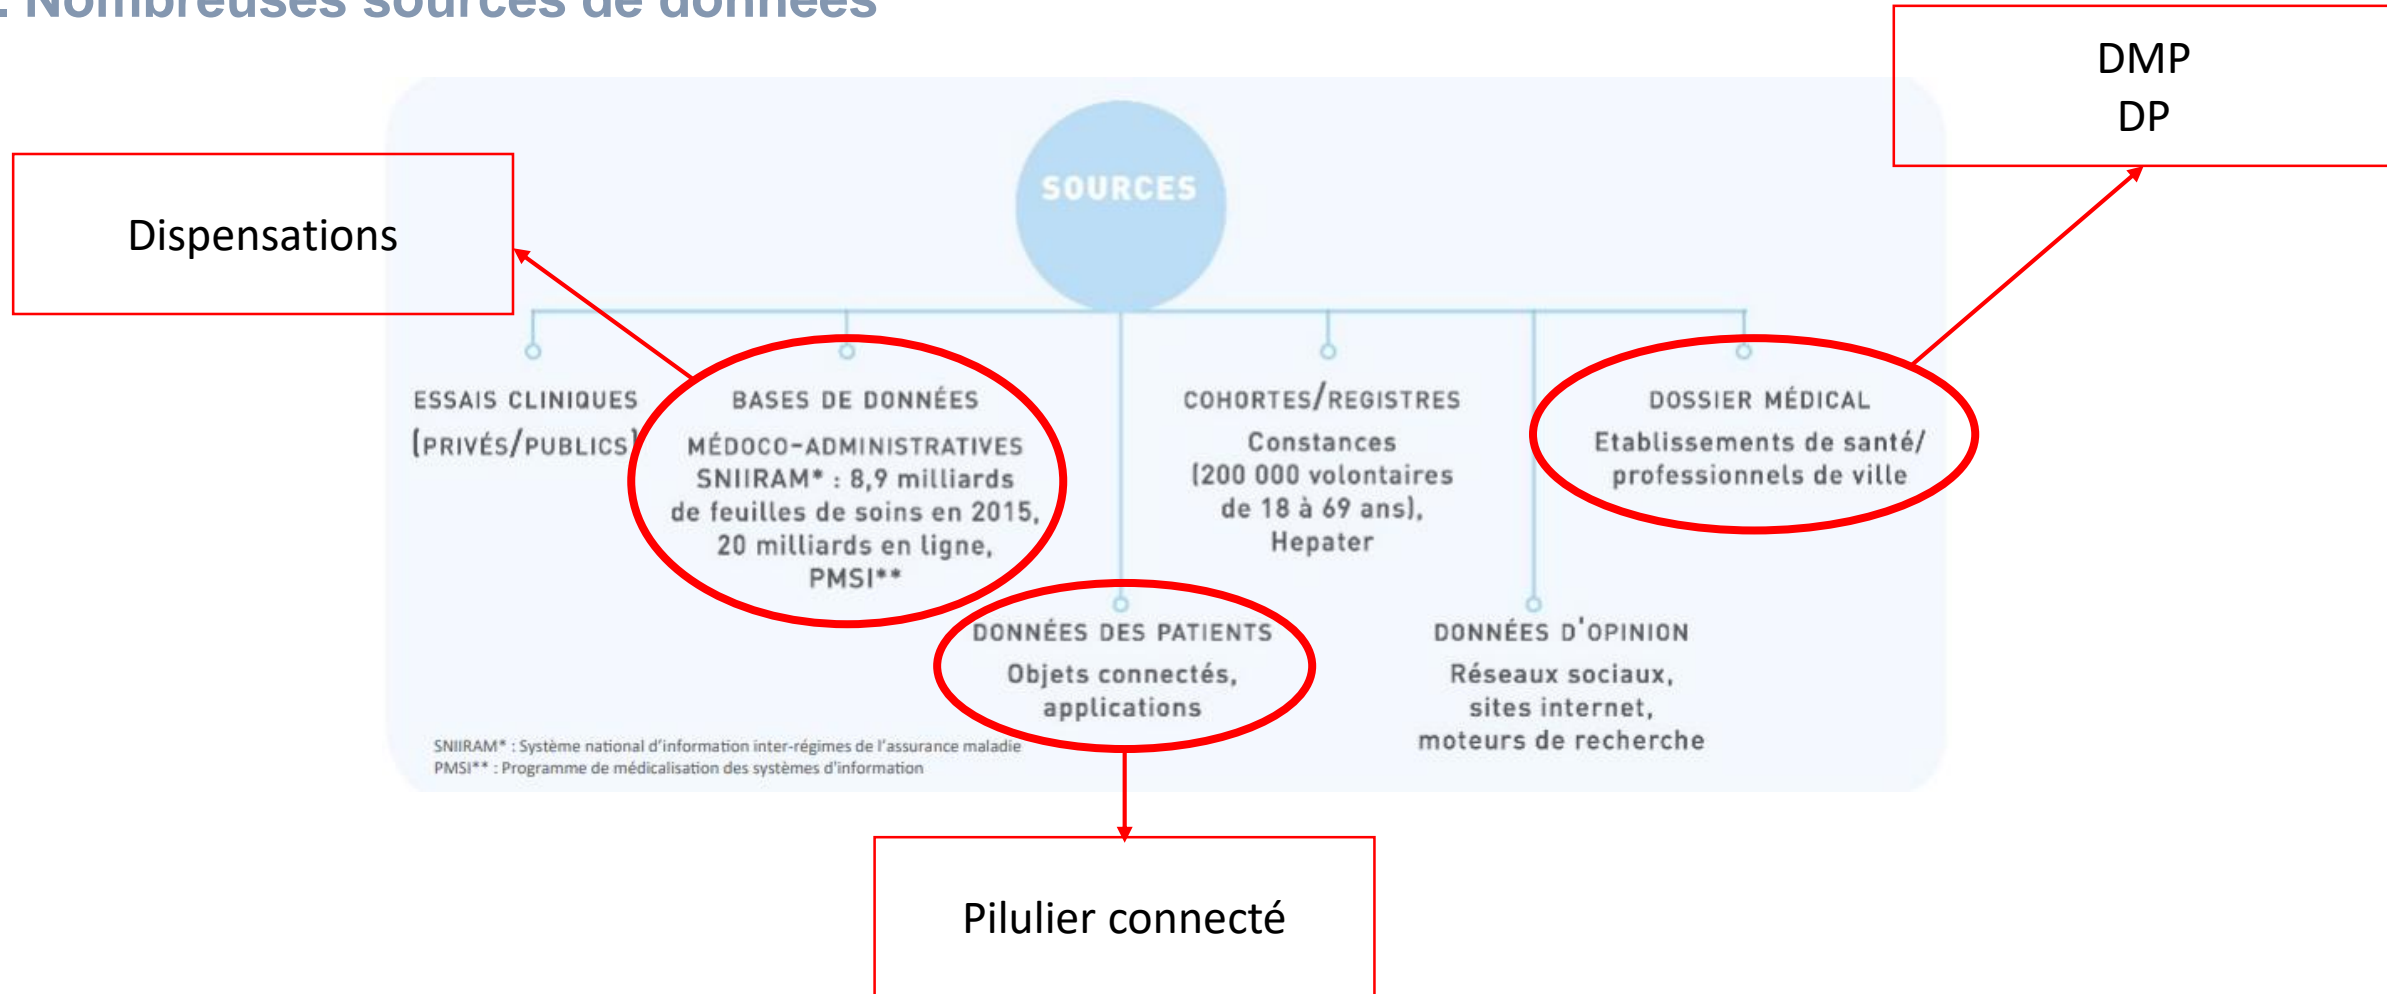 . Nombreuses sources de données
DMP
DP
Dispensations
SOURCES
ESSAIS CLINIQUES
(PRIVÉS/PUBLICS)
BASES DE DONNÉES
MÉDOCO-ADMINISTRATIVES
SNIIRAM* : 8,9 milliards
de feuilles de soins en 2015,
20 milliards en ligne,
PMSI**
COHORTES/REGISTRES
Constances
(200 000 volontaires
de 18 à 69 ans),
Hepater
DOSSIER MÉDICAL
Etablissements de santé/
professionnels de ville
DONNÉES DES PATIENTS
Objets connectés,
applications
DONNÉES D'OPINION
Réseaux sociaux,
sites internet,
moteurs de recherche
SNIIRAM* : Système national d'information inter-régimes de l'assurance maladie
PMSI** : Programme de médicalisation des systèmes d'information
Pilulier connecté